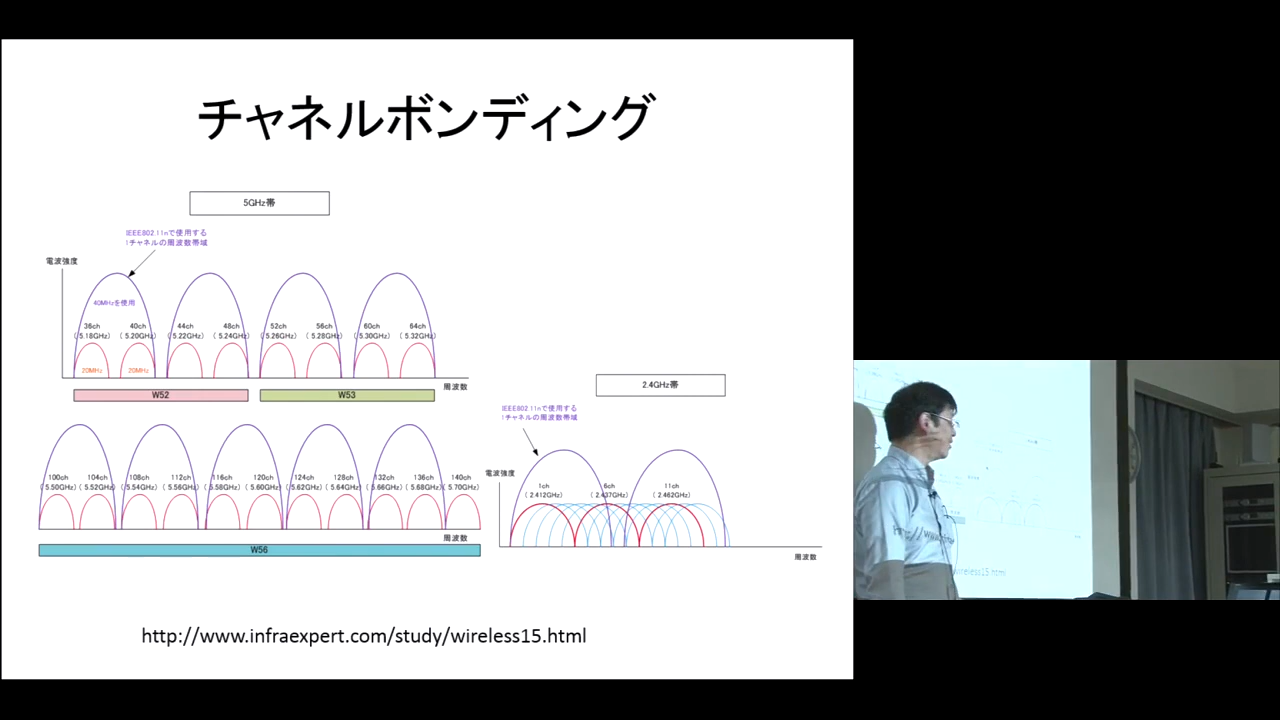 チャネルボンディング
5GHz帯
IEEE802.11nで使用する
1チャネルの周波数帯域
電波強度
40MHzを使用
36ch 40ch 44ch 48ch 52ch 56ch 60ch 64ch
( 5.18GHz) ( 5.20GHz) ( 5.22GHz) ( 5.24GHz) ( 5.26GHz) ( 5.28GHz) ( 5.30GHz) ( 5.32GHz)
20MHz 20MHz
周波数
W52 W53
100ch 104ch 108ch 112ch 116ch 120ch 124ch 128ch 132ch 136ch 140ch
( 5.50GHz) ( 5.52GHz) ( 5.54GHz) ( 5.56GHz) ( 5.58GHz) ( 5.60GHz) ( 5.62GHz) ( 5.64GHz) ( 5.66GHz) ( 5.68GHz) ( 5.70GHz)
周波数
W56
2.4GHz帯
IEEE802.11nで使用する
1チャネルの周波数帯域
電波強度
1ch 6ch 11ch
( 2.412GHz) ( 2.437GHz) ( 2.462GHz)
周波数
http://www.infraexpert.com/study/wireless15.html
wireless15.html